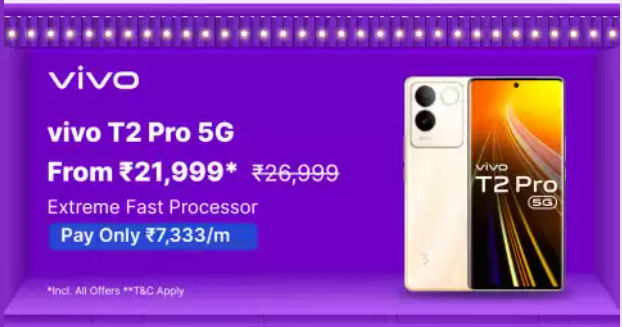 vivo
vivo T2 Pro 5G
From ₹21,999* ₹26,999
Extreme Fast Processor
Pay Only ₹7,333/m
*Incl. All Offers **T&C Apply
vivo
T2 Pro
5G